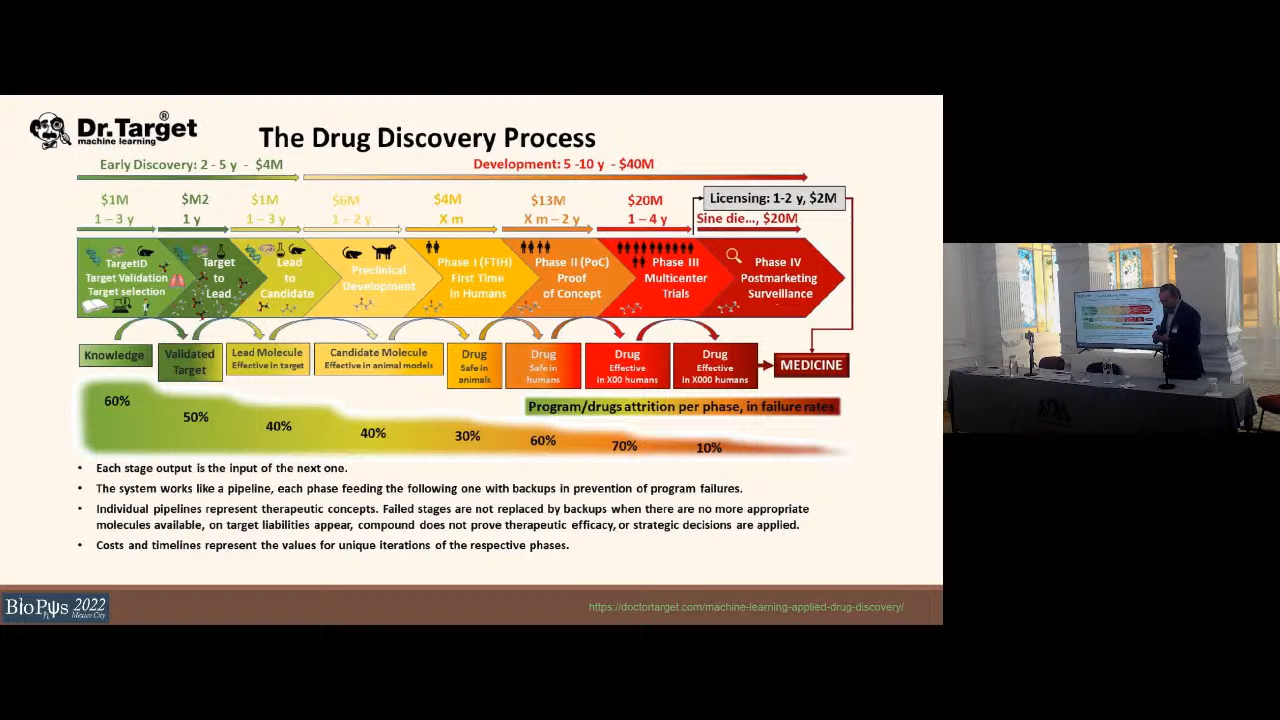 Dr.Target®
machine learning
The Drug Discovery Process
Early Discovery: 2 - 5 y - $4M
Development: 5 -10 y - $40M
$1M
1 – 3 y
$M2
1 y
$1M
1 – 3 y
$6M
1 – 2 y
$4M
X m
$13M
X m – 2 y
$20M
1 – 4 y
Licensing: 1-2 y, $2M
Sine die..., $20M
TargetID
Target Validation
Target selection
Target
to
Lead
Lead
to
Candidate
Preclinical
Development
Phase I (FTIH)
First Time
in Humans
Phase II (PoC)
Proof
of Concept
Phase III
Multicenter
Trials
Phase IV
Postmarketing
Surveillance
Knowledge
Validated
Target
Lead Molecule
Effective in target
Candidate Molecule
Effective in animal models
Drug
Safe in
animals
Drug
Safe in
humans
Drug
Effective
in X00 humans
Drug
Effective
in X000 humans
MEDICINE
Program/drugs attrition per phase, in failure rates
60%
50%
40%
40%
30%
60%
70%
10%
• Each stage output is the input of the next one.
• The system works like a pipeline, each phase feeding the following one with backups in prevention of program failures.
• Individual pipelines represent therapeutic concepts. Failed stages are not replaced by backups when there are no more appropriate
molecules available, on target liabilities appear, compound does not prove therapeutic efficacy, or strategic decisions are applied.
• Costs and timelines represent the values for unique iterations of the respective phases.
BioPhψs 2022
Mexico City
https://doctortarget.com/machine-learning-applied-drug-discovery/